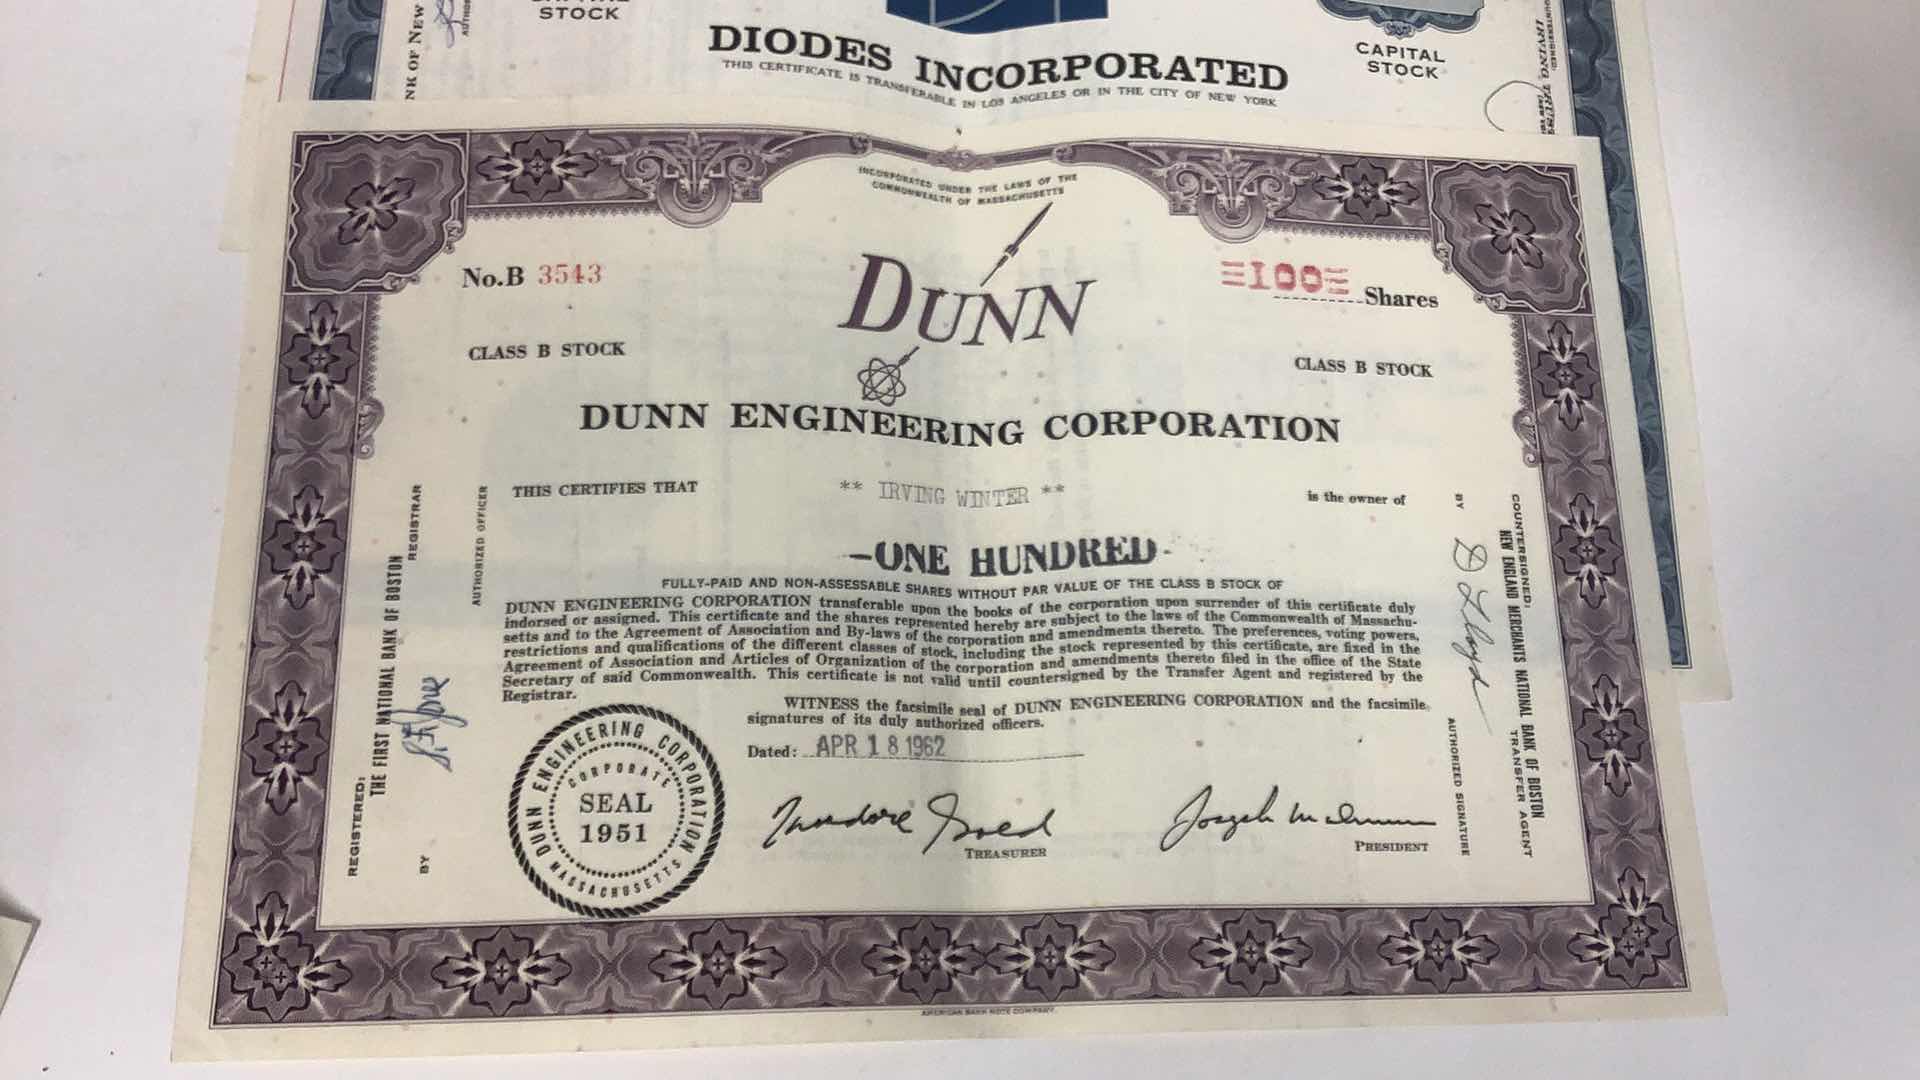 STOCK
DIODES INCORPORATED
THIS CERTIFICATE IS TRANSFERABLE IN LOS ANGELES OR IN THE CITY OF NEW YORK
CAPITAL
STOCK
INCORPORATED UNDER THE LAWS OF THE
COMMONWEALTH OF MASSACHUSETTS
No.B 3543
DUNN
100 Shares
CLASS B STOCK
CLASS B STOCK
DUNN ENGINEERING CORPORATION
THIS CERTIFIES THAT ** IRVING WINTER ** is the owner of
-ONE HUNDRED-
FULLY-PAID AND NON-ASSESSABLE SHARES WITHOUT PAR VALUE OF THE CLASS B STOCK OF
DUNN ENGINEERING CORPORATION transferable upon the books of the corporation upon surrender of this certificate duly
indorsed or assigned. This certificate and the shares represented hereby are subject to the laws of the Commonwealth of Massachu-
setts and to the Agreement of Association and By-laws of the corporation and amendments thereto. The preferences, voting powers,
restrictions and qualifications of the different classes of stock, including the stock represented by this certificate, are fixed in the
Agreement of Association and Articles of Organization of the corporation and amendments thereto filed in the office of the State
Secretary of said Commonwealth. This certificate is not valid until countersigned by the Transfer Agent and registered by the
Registrar.
WITNESS the facsimile seal of DUNN ENGINEERING CORPORATION and the facsimile
signatures of its duly authorized officers.
Dated: APR 18 1962
DUNN ENGINEERING CORPORATION
CORPORATE
SEAL
1951
MASSACHUSETTS
Theodore
TREASURER
Joseph
PRESIDENT
REGISTERED:
THE FIRST NATIONAL BANK OF BOSTON
REGISTRAR
BY
AUTHORIZED OFFICER
COUNTERSIGNED:
NEW ENGLAND MERCHANTS NATIONAL BANK OF BOSTON
TRANSFER AGENT
BY D Lloyd
AUTHORIZED SIGNATURE
AMERICAN BANK NOTE COMPANY.